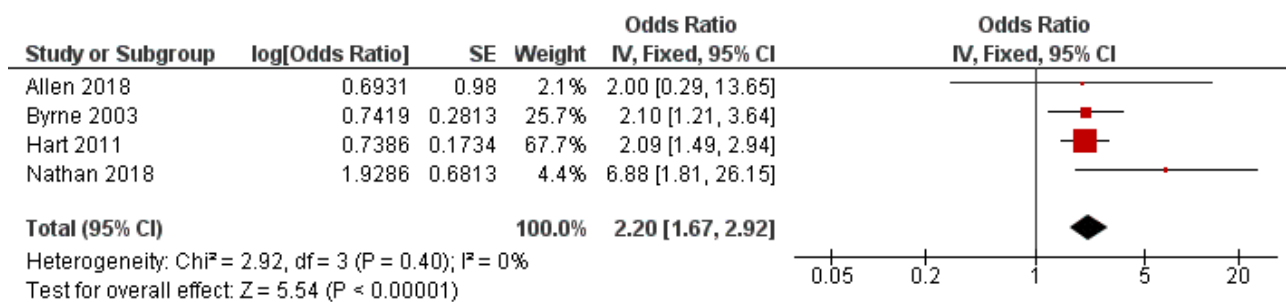 Odds Ratio Odds Ratio
Study or Subgroup log[Odds Ratio] SE Weight IV, Fixed, 95% CI IV, Fixed, 95% CI
Allen 2018 0.6931 0.98 2.1% 2.00 [0.29, 13.65]
Byrne 2003 0.7419 0.2813 25.7% 2.10 [1.21, 3.64]
Hart 2011 0.7386 0.1734 67.7% 2.09 [1.49, 2.94]
Nathan 2018 1.9286 0.6813 4.4% 6.88 [1.81, 26.15]
Total (95% CI) 100.0% 2.20 [1.67, 2.92]
Heterogeneity: Chi² = 2.92, df = 3 (P = 0.40); I² = 0%
Test for overall effect: Z = 5.54 (P < 0.00001)
0.05 0.2 1 5 20